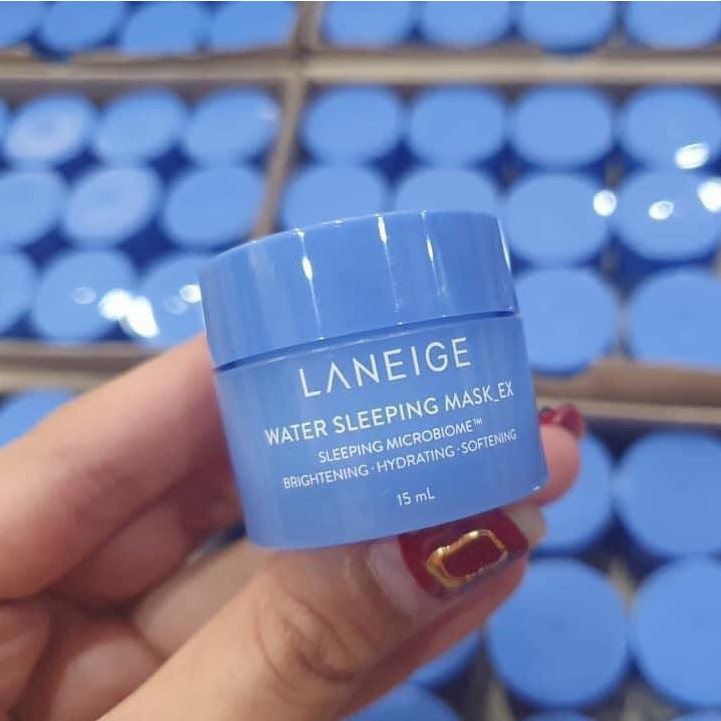 LANEIGE
WATER SLEEPING MASK_EX
SLEEPING MICROBIOME™
BRIGHTENING·HYDRATING·SOFTENING
15 mL